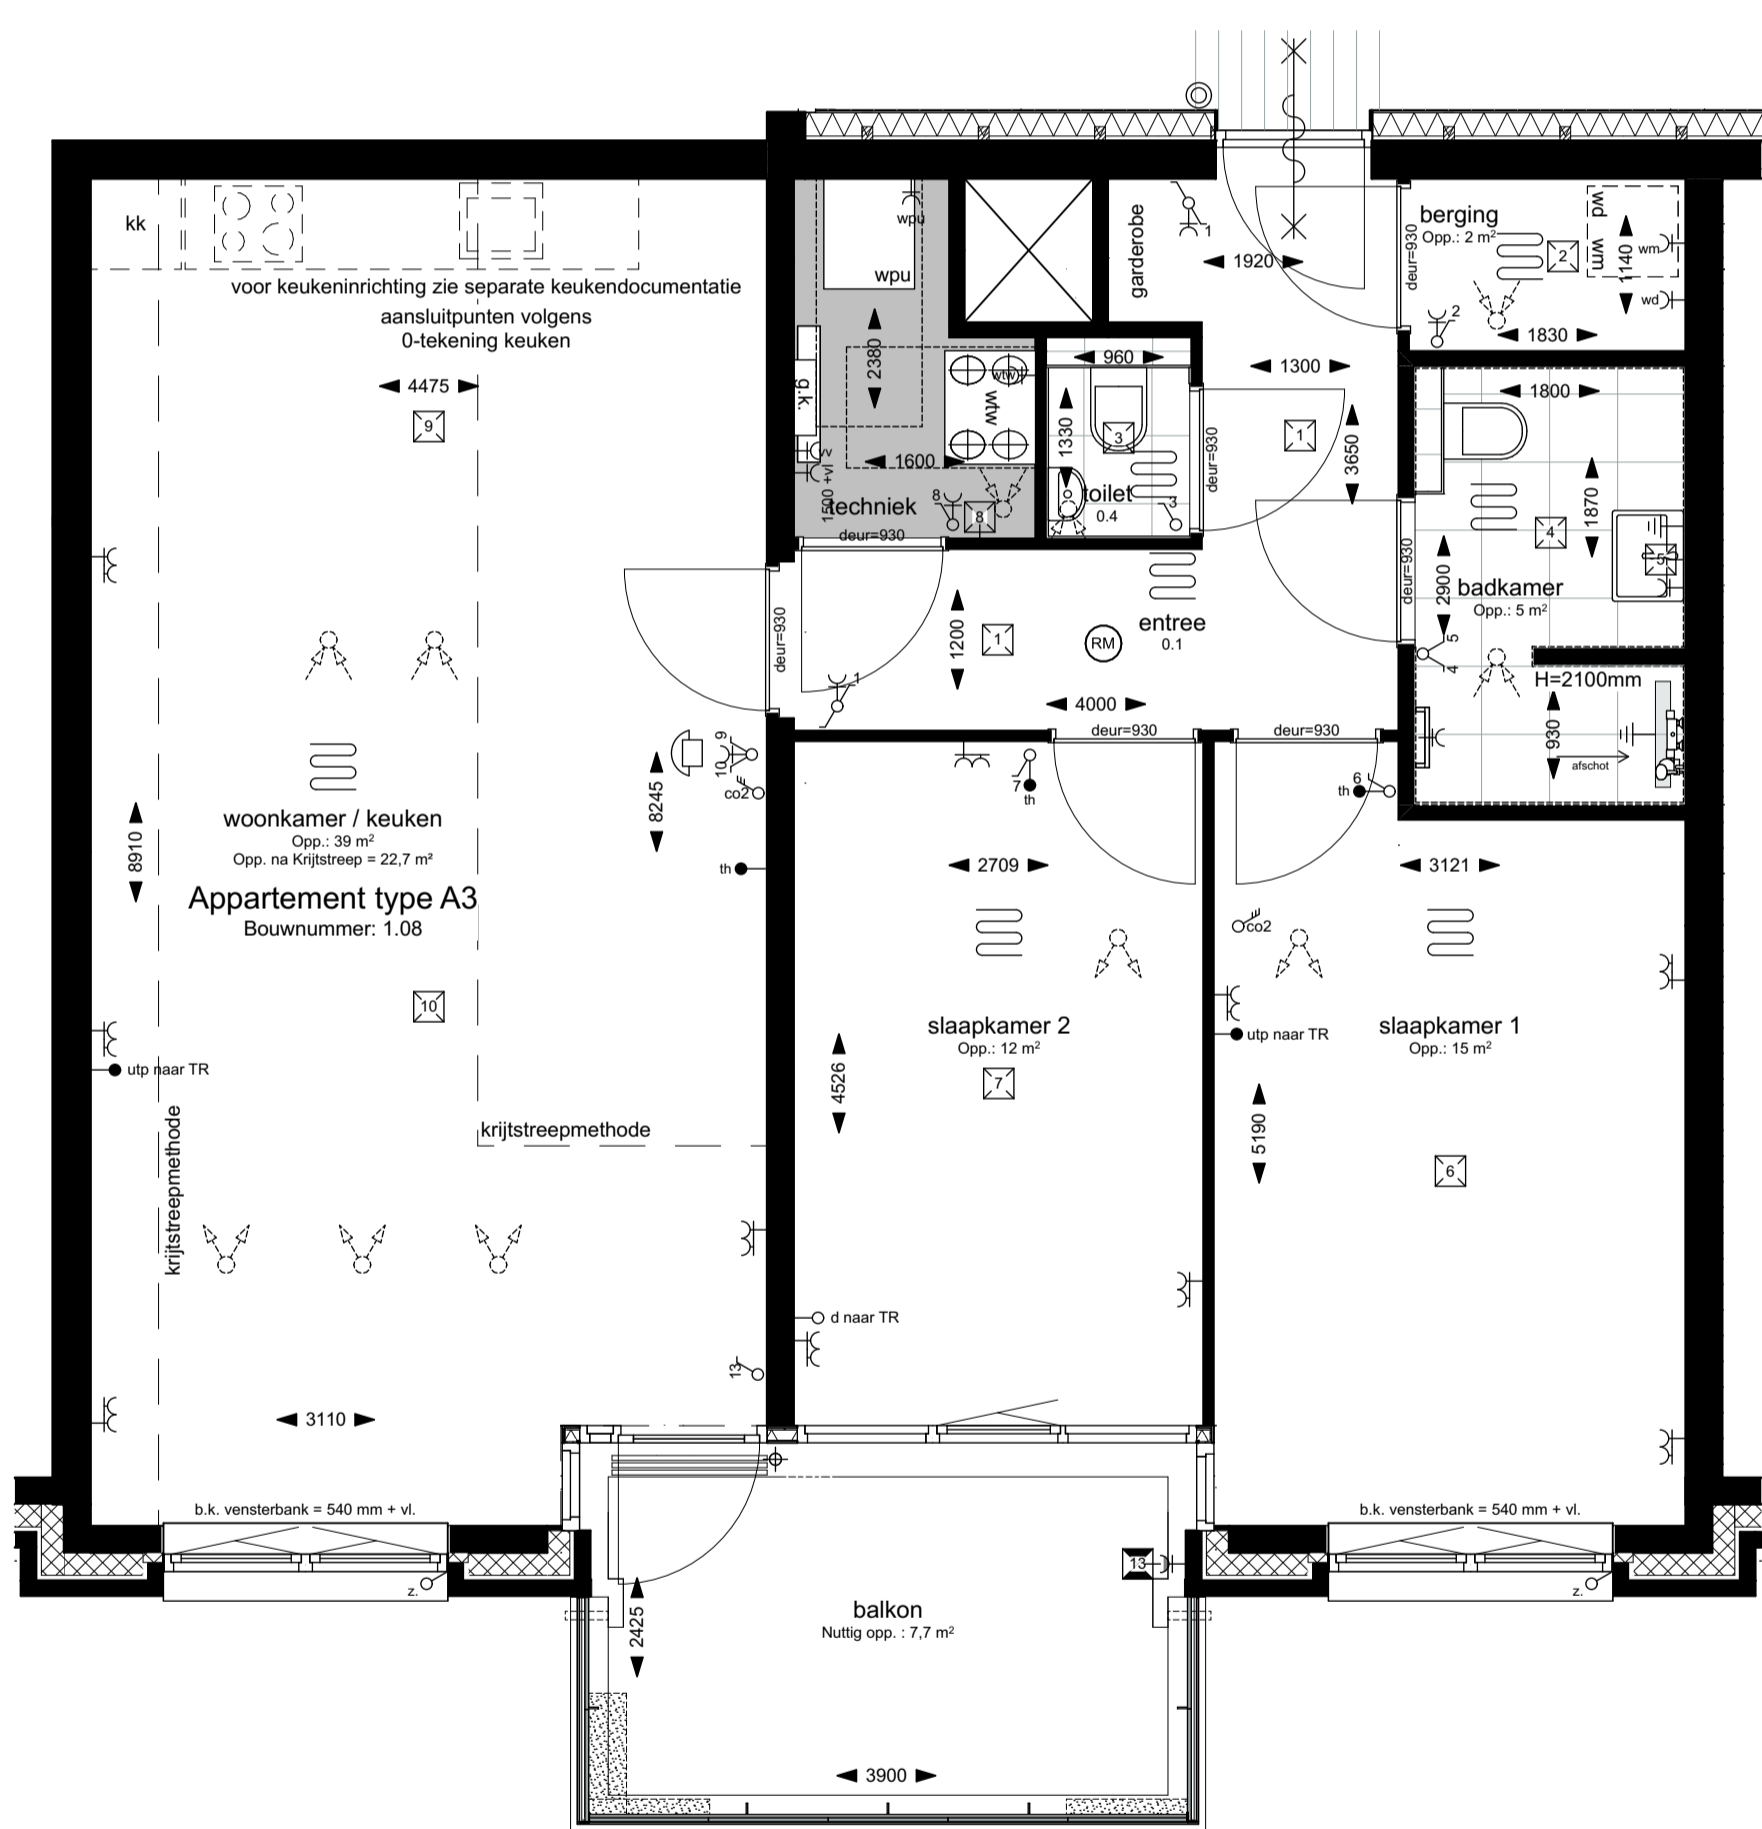 kk
voor keukeninrichting zie separate keukendocumentatie
aansluitpunten volgens
0-tekening keuken
4475
9
wpu
wpu
2380
g.k.
wtw
wtw
1600
1500 +vl
techniek
8
8
deur=930
garderobe
1
1920
deur=930
berging
Opp.: 2 m²
2
wd
wm
1140
wm
wd
2
1830
960
1330
3
toilet
0.4
3
deur=930
1300
1
3650
1800
1870
4
5
2900
badkamer
Opp.: 5 m²
deur=930
5
4
H=2100mm
930
afschot
deur=930
1200
1
RM
entree
0.1
1
4000
deur=930
deur=930
9
10
co2
8245
th
7
th
6
th
woonkamer / keuken
Opp.: 39 m²
Opp. na Krijtstreep = 22,7 m²
8910
Appartement type A3
Bouwnummer: 1.08
10
utp naar TR
krijtstreepmethode
krijtstreepmethode
2709
3121
co2
slaapkamer 2
Opp.: 12 m²
7
4526
utp naar TR
slaapkamer 1
Opp.: 15 m²
5190
6
d naar TR
13
3110
b.k. vensterbank = 540 mm + vl.
b.k. vensterbank = 540 mm + vl.
z.
z.
13
balkon
Nuttig opp. : 7,7 m²
2425
3900